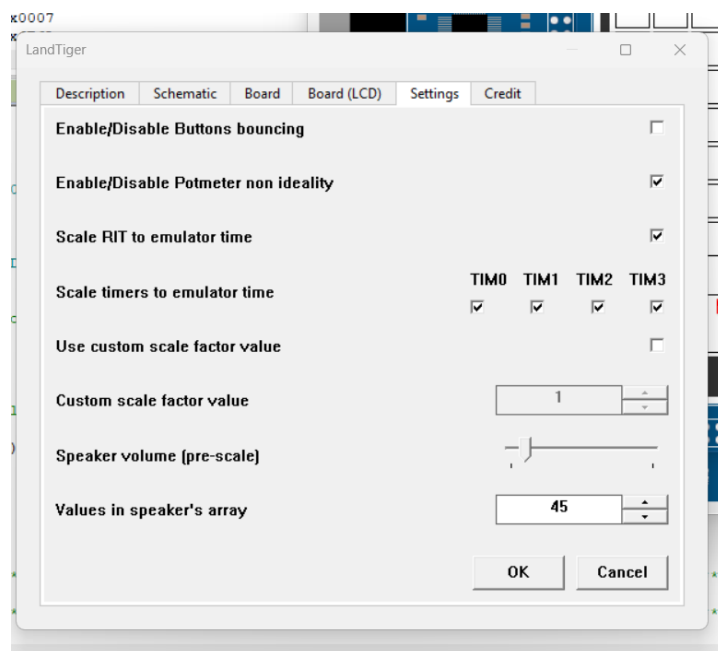 x0007
LandTiger
Description Schematic Board Board (LCD) Settings Credit
Enable/Disable Buttons bouncing
Enable/Disable Potmeter non ideality
Scale RIT to emulator time
TIM0 TIM1 TIM2 TIM3
Scale timers to emulator time
Use custom scale factor value
Custom scale factor value 1
Speaker volume (pre-scale)
Values in speaker's array 45
OK Cancel